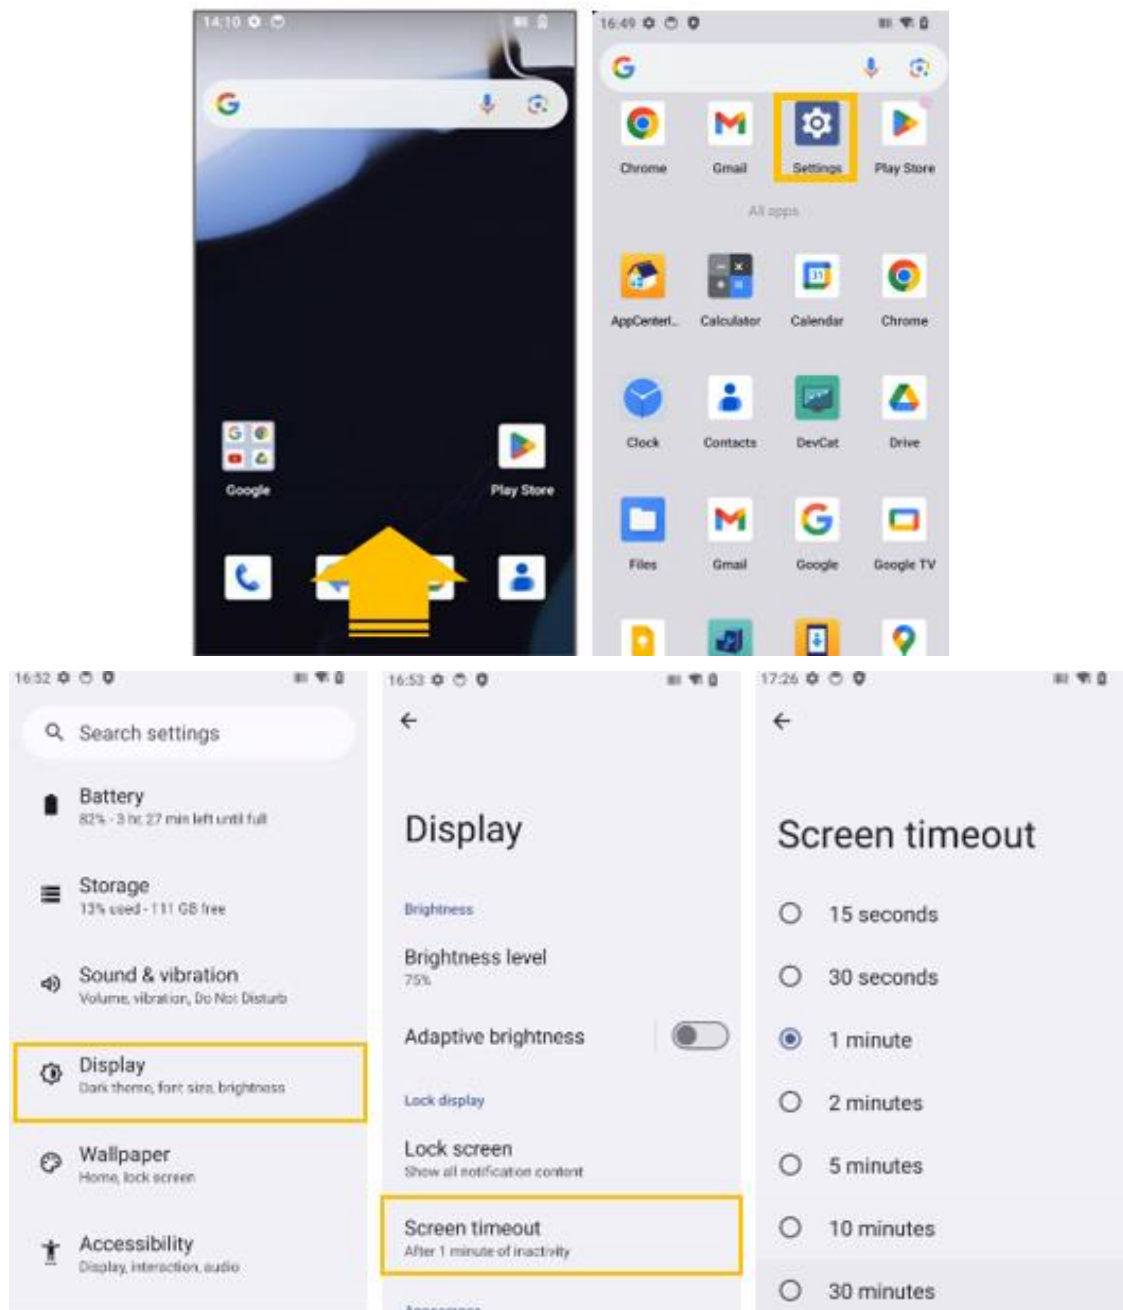 14:10
Google
Play Store
16:49
Chrome
Gmail
Settings
Play Store
All apps
31
AppCenterI...
Calculator
Calendar
Chrome
Clock
Contacts
DevCat
Drive
Files
Gmail
Google
Google TV
16:52
Search settings
Battery
82% - 3 hr, 27 min left until full
Storage
13% used - 111 GB free
Sound & vibration
Volume, vibration, Do Not Disturb
Display
Dark theme, font size, brightness
Wallpaper
Home, lock screen
Accessibility
Display, interaction, audio
16:53
Display
Brightness
Brightness level
75%
Adaptive brightness
Lock display
Lock screen
Show all notification content
Screen timeout
After 1 minute of inactivity
17:26
Screen timeout
15 seconds
30 seconds
1 minute
2 minutes
5 minutes
10 minutes
30 minutes